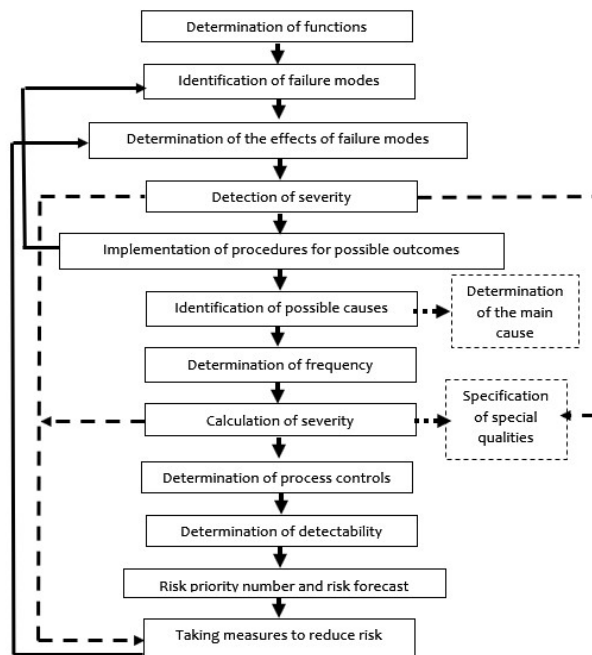 Determination of functions
Identification of failure modes
Determination of the effects of failure modes
Detection of severity
Implementation of procedures for possible outcomes
Identification of possible causes
Determination
of the main
cause
Determination of frequency
Calculation of severity
Specification
of special
qualities
Determination of process controls
Determination of detectability
Risk priority number and risk forecast
Taking measures to reduce risk